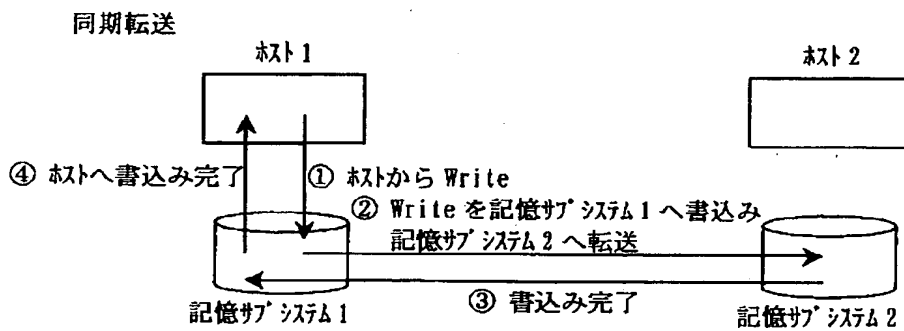 同期転送
ホスト1
ホスト2
④ ホストへ書込み完了
① ホストから Write
② Write を記憶サブシステム1へ書込み
記憶サブシステム2へ転送
③ 書込み完了
記憶サブシステム1
記憶サブシステム2